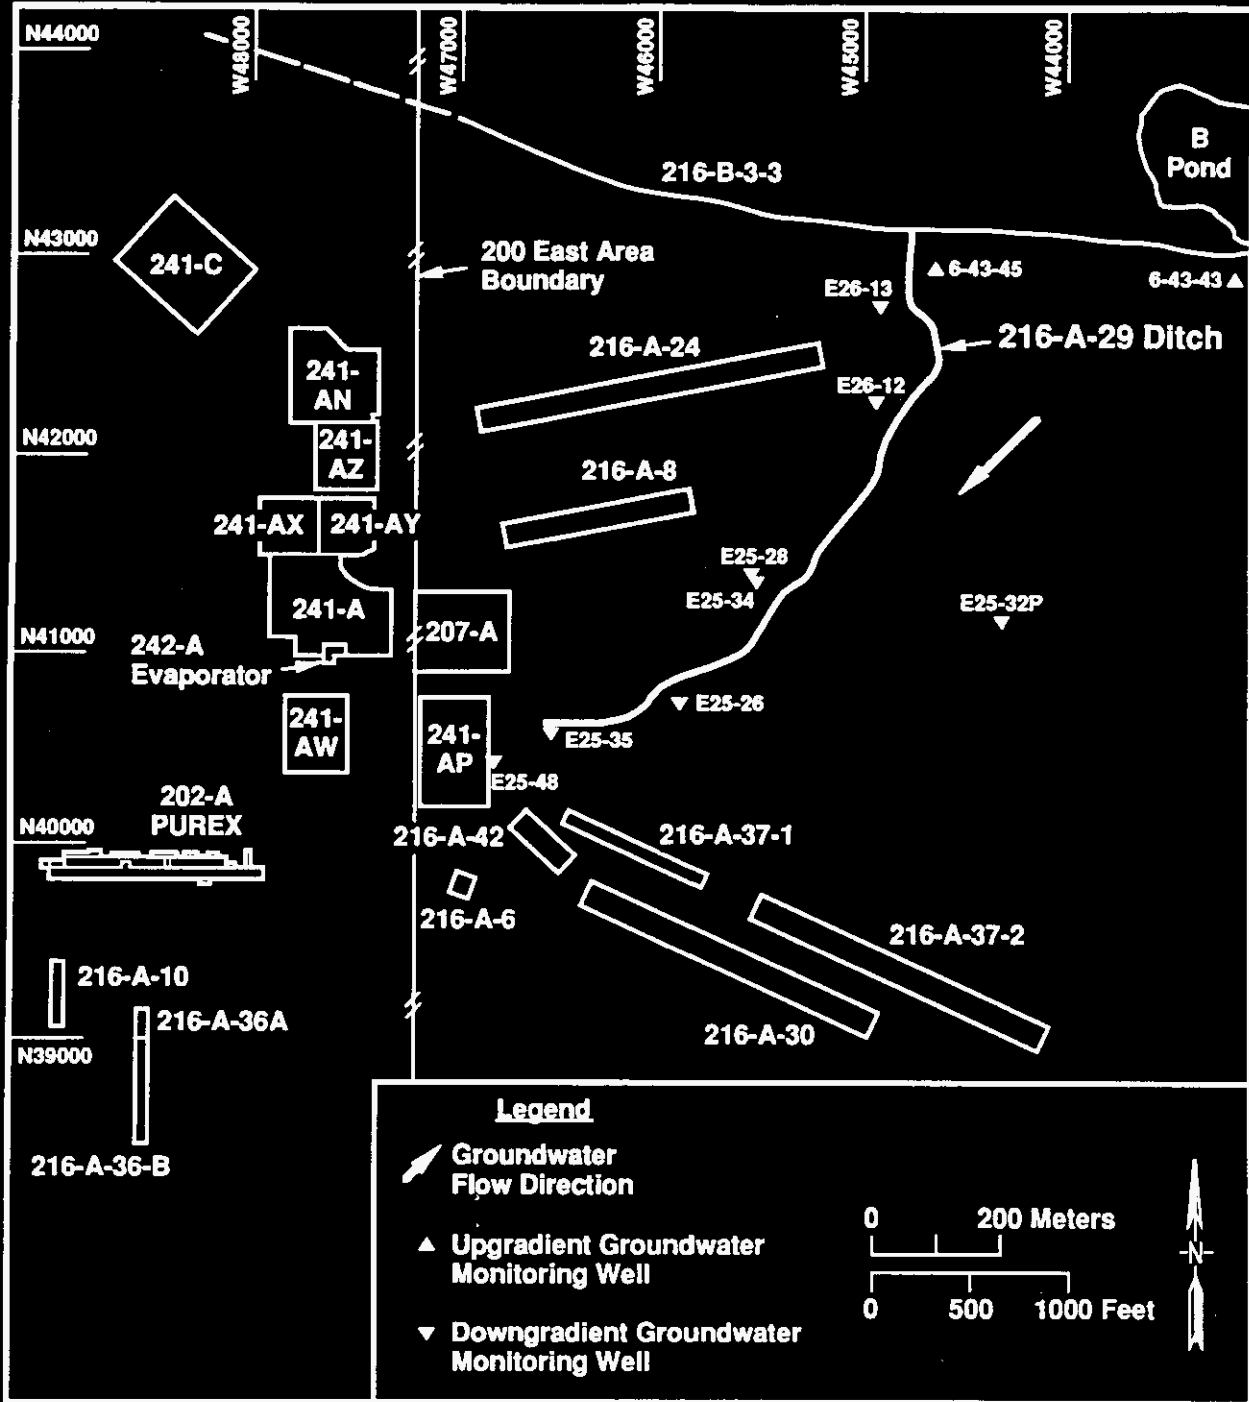 N44000
W48000
W47000
W46000
W45000
W44000
B
Pond
216-B-3-3
N43000
241-C
200 East Area
Boundary
6-43-45
6-43-43
E26-13
216-A-29 Ditch
216-A-24
241-
AN
E26-12
N42000
241-
AZ
216-A-8
241-AX
241-AY
E25-28
E25-34
E25-32P
241-A
207-A
N41000
242-A
Evaporator
E25-26
241-
AW
241-
AP
E25-35
E25-48
202-A
PUREX
N40000
216-A-42
216-A-37-1
216-A-6
216-A-37-2
216-A-10
216-A-36A
216-A-30
N39000
216-A-36-B
Legend
Groundwater
Flow Direction
Upgradient Groundwater
Monitoring Well
Downgradient Groundwater
Monitoring Well
0 200 Meters
0 500 1000 Feet
N